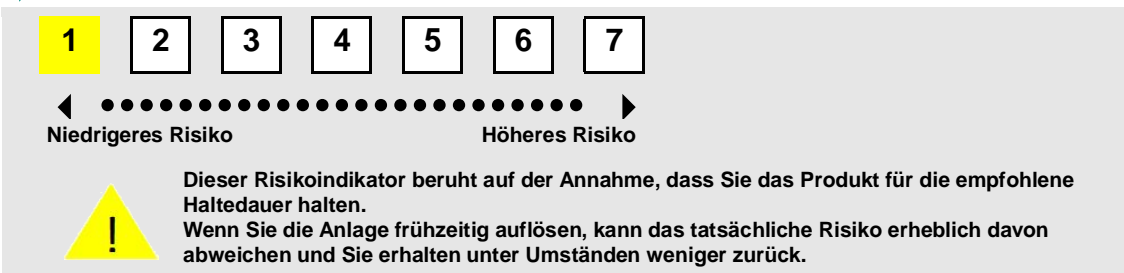 1 2 3 4 5 6 7
Niedrigeres Risiko Höheres Risiko
Dieser Risikoindikator beruht auf der Annahme, dass Sie das Produkt für die empfohlene
Haltedauer halten.
Wenn Sie die Anlage frühzeitig auflösen, kann das tatsächliche Risiko erheblich davon
abweichen und Sie erhalten unter Umständen weniger zurück.
!